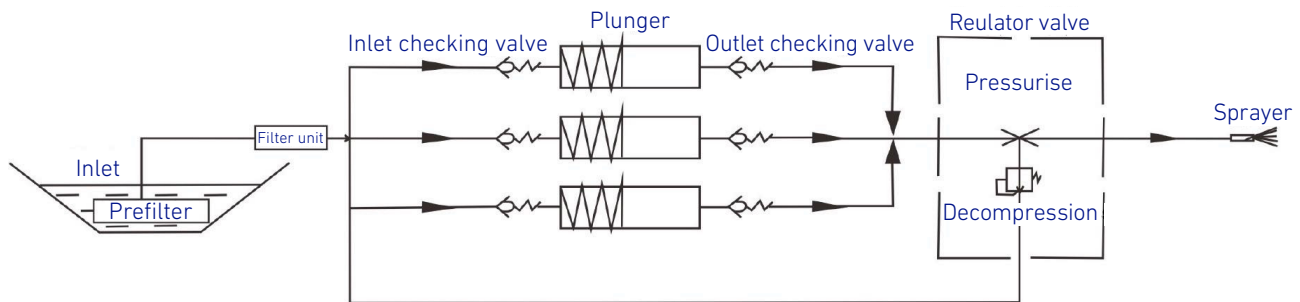 Plunger
Reulator valve
Inlet checking valve
Outlet checking valve
Pressurise
Sprayer
Filter unit
Inlet
Prefilter
Decompression